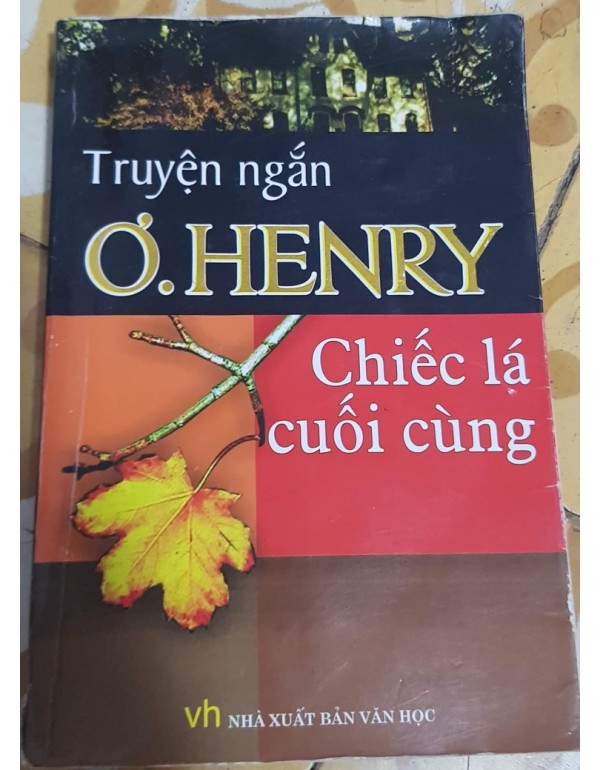 Truyện ngắn
Ơ.HENRY
Chiếc lá
cuối cùng
vh NHÀ XUẤT BẢN VĂN HỌC